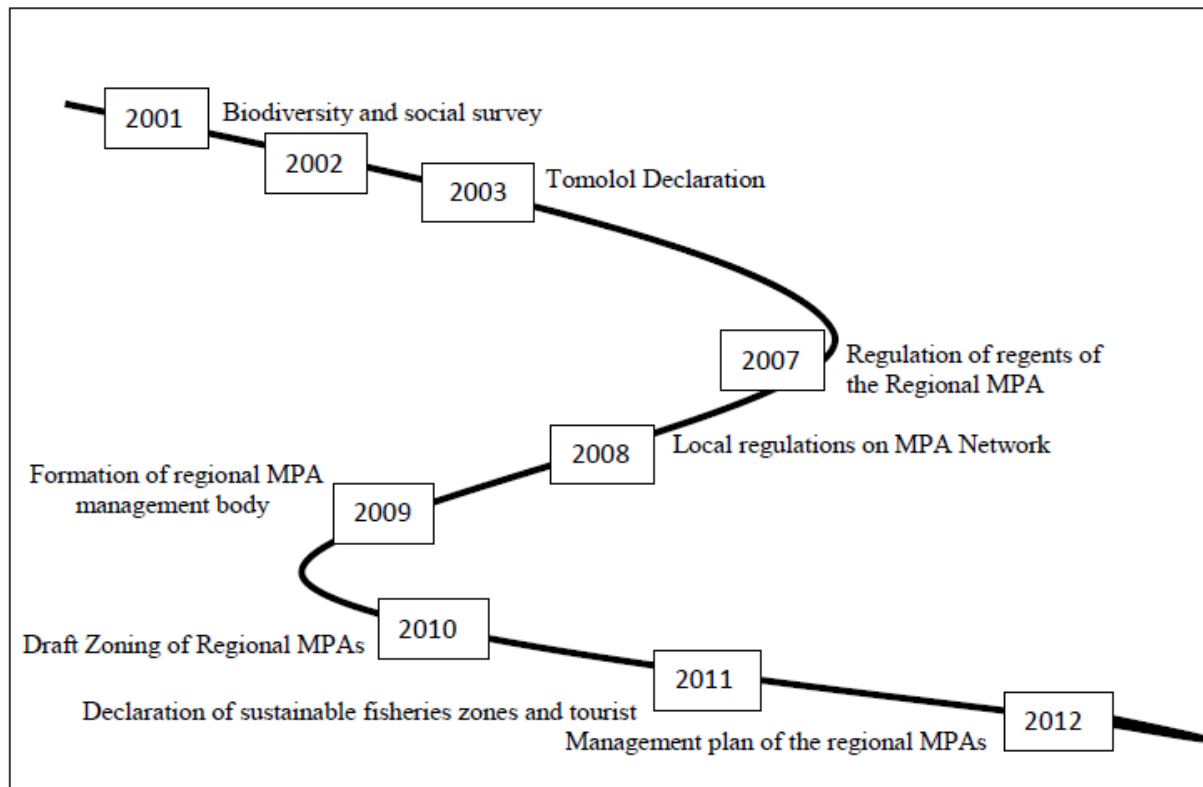 2001
Biodiversity and social survey
2002
2003
Tomolol Declaration
2007
Regulation of regents of
the Regional MPA
2008
Local regulations on MPA Network
Formation of regional MPA
management body
2009
2010
Draft Zoning of Regional MPAs
2011
Declaration of sustainable fisheries zones and tourist
Management plan of the regional MPAs
2012